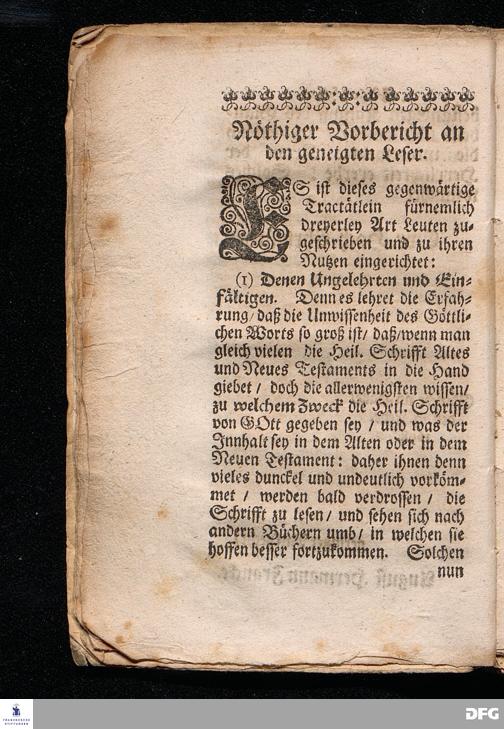 Nöthiger Vorbericht an
den geneigten Leser.
ES ist dieses gegenwärtige
Tractätlein fürnemlich
dreyerley Art Leuten zu-
geschrieben und zu ihren
Nutzen eingerichtet:
(1) Denen Ungelehrten und Ein-
fältigen. Denn es lehret die Erfah-
rung/ daß die Unwissenheit des Göttli-
chen Worts so groß ist/ daß/wenn man
gleich vielen die Heil. Schrifft Altes
und Neues Testaments in die Hand
giebet / doch die allerwenigsten wissen/
zu welchem Zweck die Heil. Schrifft
von GOtt gegeben sey / und was der
Innhalt sey in dem Alten oder in dem
Neuen Testament: daher ihnen denn
vieles dunckel und undeutlich vorköm-
met / werden bald verdrossen / die
Schrifft zu lesen/ und sehen sich nach
andern Büchern umb/ in welchen sie
hoffen besser fortzukommen. Solchen
nun
FRANCKESCHE
STIFTUNGEN
DFG